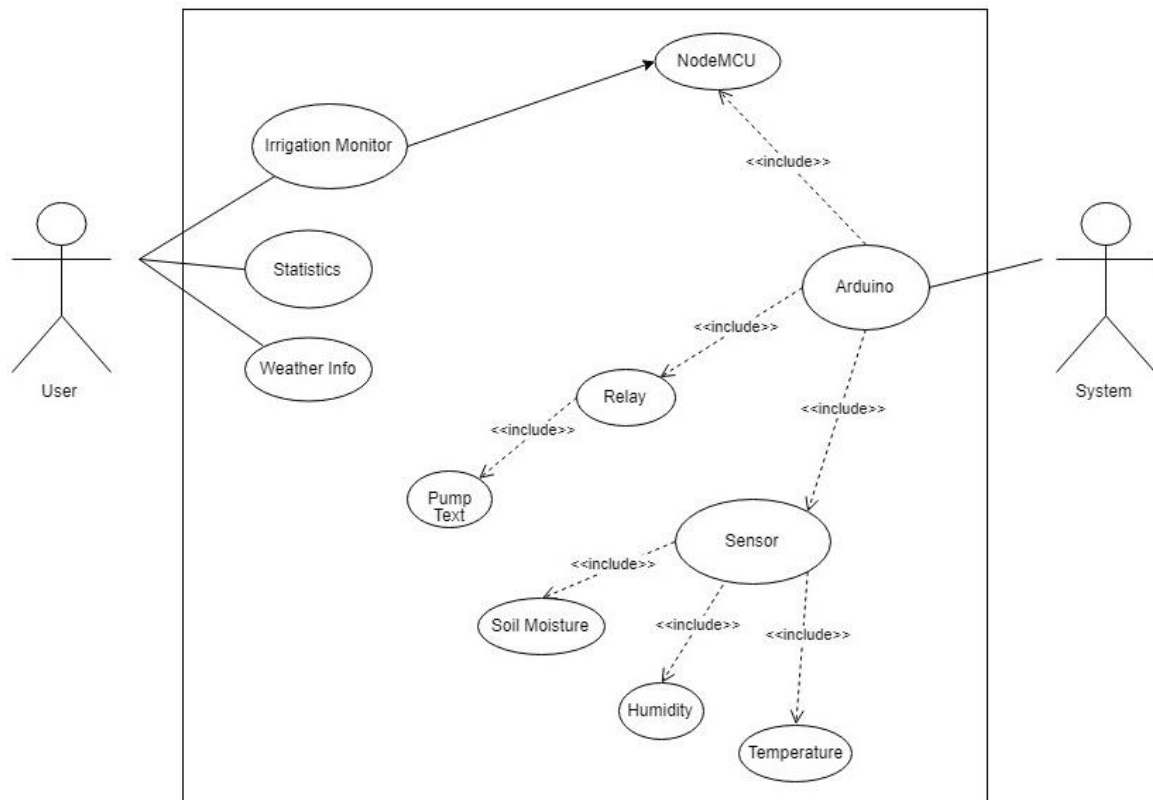 NodeMCU
Irrigation Monitor
<<include>>
Statistics
Arduino
<<include>>
Weather Info
User
System
Relay
<<include>>
<<include>>
Pump
Text
Sensor
<<include>>
Soil Moisture
<<include>>
<<include>>
Humidity
Temperature